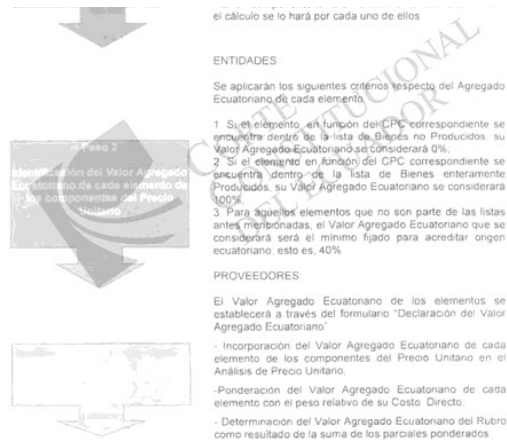 el cálculo se lo hará por cada uno de ellos
ENTIDADES
Se aplicarán los siguientes criterios respecto del Agregado
Ecuatoriano de cada elemento
1 Si el elemento, en función del CPC correspondiente se
encuentra dentro de la lista de Bienes no Producidos, su
Valor Agregado Ecuatoriano se considerará 0%,
2 Si el elemento en función del CPC correspondiente se
encuentra dentro de la lista de Bienes enteramente
Producidos, su Valor Agregado Ecuatoriano se considerará
100%,
3. Para aquellos elementos que no son parte de las listas
antes mencionadas, el Valor Agregado Ecuatoriano que se
considerará será el mínimo fijado para acreditar origen
ecuatoriano, esto es, 40%
Paso 2
Identificación del Valor Agregado
Ecuatoriano de cada elemento de
los componentes del Precio
Unitario
PROVEEDORES
El Valor Agregado Ecuatoriano de los elementos se
establecerá a través del formulario "Declaración del Valor
Agregado Ecuatoriano"
- Incorporación del Valor Agregado Ecuatoriano de cada
elemento de los componentes del Precio Unitario en el
Análisis de Precio Unitario,
-Ponderación del Valor Agregado Ecuatoriano de cada
elemento con el peso relativo de su Costo Directo,
- Determinación del Valor Agregado Ecuatoriano del Rubro
como resultado de la suma de los parciales ponderados
CORTE
CONSTITUCIONAL
DEL ECUADOR